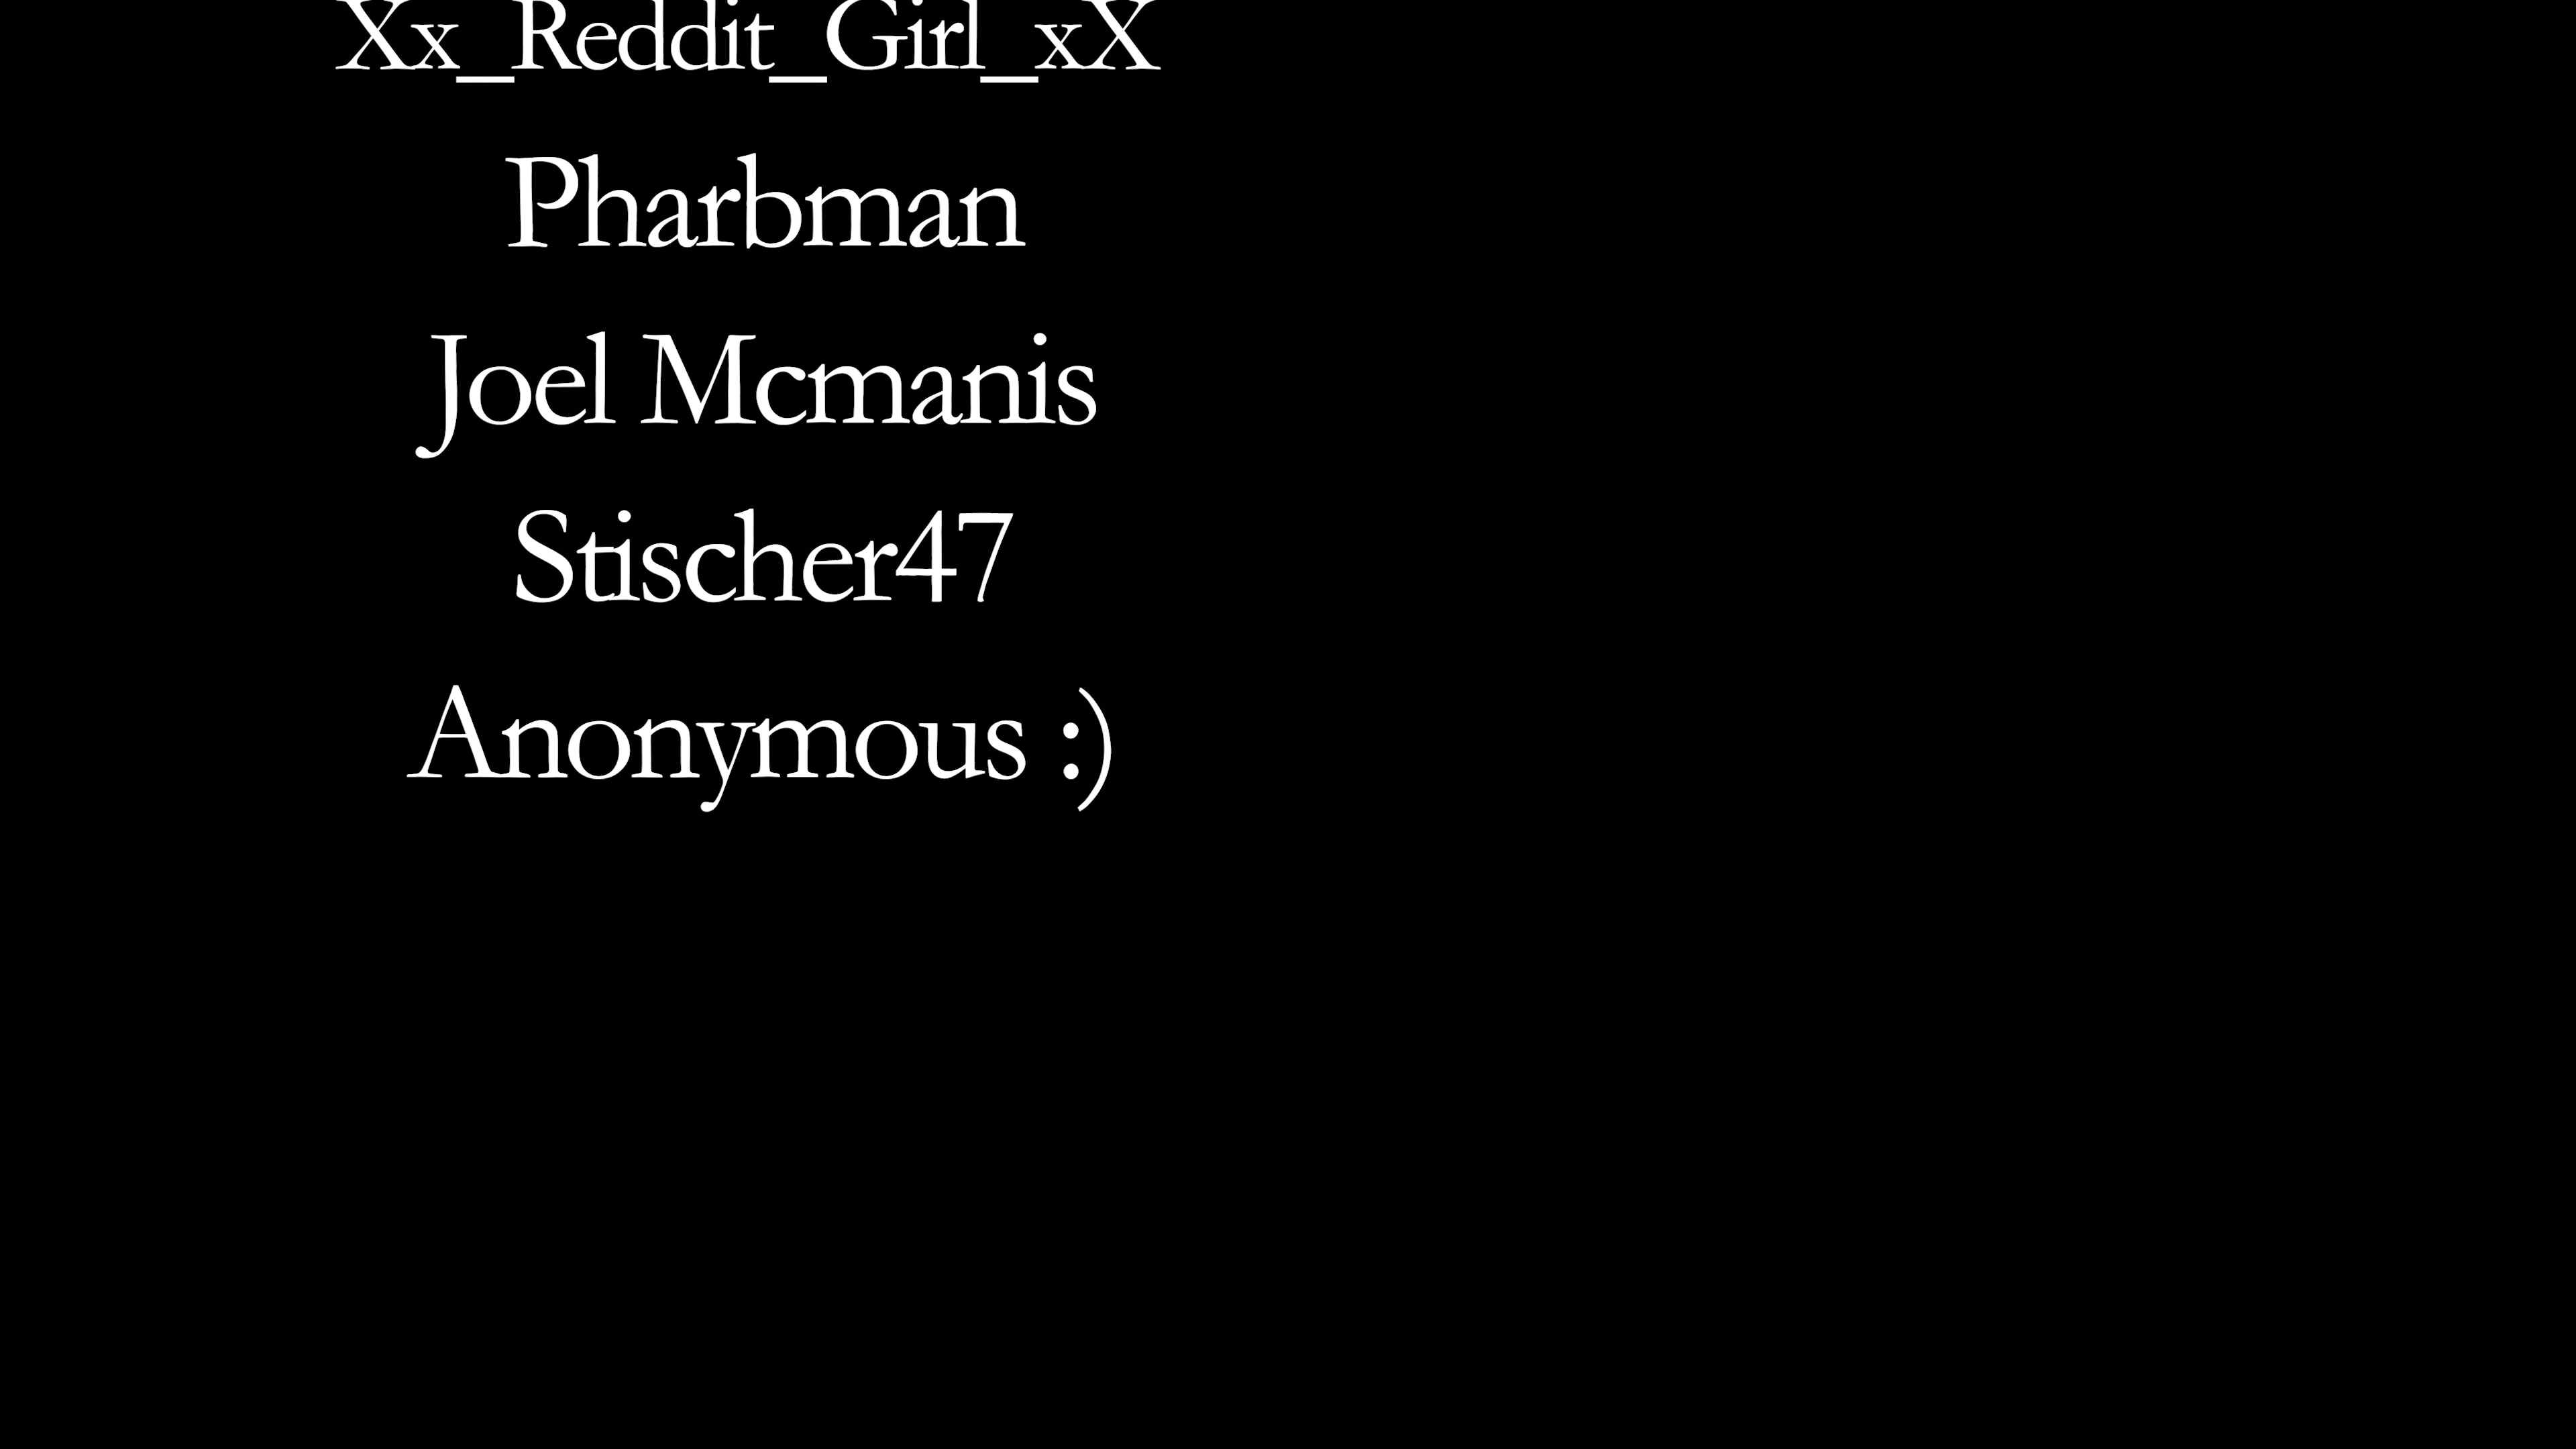 Xx_Reddit_Girl_xX
Pharbman
Joel Mcmanis
Stischer47
Anonymous :)